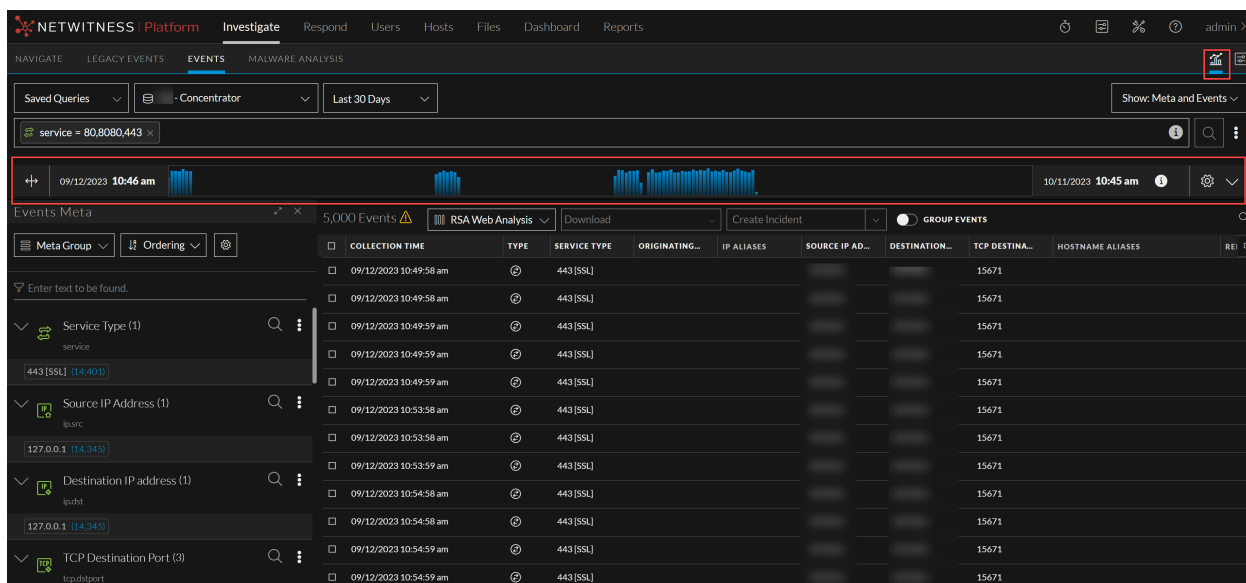 NETWITNESS Platform Investigate Respond Users Hosts Files Dashboard Reports admin
NAVIGATE LEGACY EVENTS EVENTS MALWARE ANALYSIS
Saved Queries - Concentrator Last 30 Days Show: Meta and Events
service = 80,8080,443
09/12/2023 10:46 am 10/11/2023 10:45 am
Events Meta 5,000 Events RSA Web Analysis Download Create Incident GROUP EVENTS
Meta Group Ordering COLLECTION TIME TYPE SERVICE TYPE ORIGINATING... IP ALIASES SOURCE IP AD... DESTINATION... TCP DESTINA... HOSTNAME ALIASES
09/12/2023 10:49:58 am 443 [SSL] 15671
Enter text to be found.
09/12/2023 10:49:58 am 443 [SSL] 15671
Service Type (1) 09/12/2023 10:49:59 am 443 [SSL] 15671
service
09/12/2023 10:49:59 am 443 [SSL] 15671
443 [SSL] (14,401) 09/12/2023 10:49:59 am 443 [SSL] 15671
Source IP Address (1) 09/12/2023 10:53:58 am 443 [SSL] 15671
ip.src
09/12/2023 10:53:58 am 443 [SSL] 15671
127.0.0.1 (14,345)
09/12/2023 10:53:59 am 443 [SSL] 15671
Destination IP address (1)
09/12/2023 10:54:58 am 443 [SSL] 15671
ip.dst
09/12/2023 10:54:58 am 443 [SSL] 15671
127.0.0.1 (14,345)
09/12/2023 10:54:59 am 443 [SSL] 15671
TCP Destination Port (3)
09/12/2023 10:54:59 am 443 [SSL] 15671
tcp.dstport